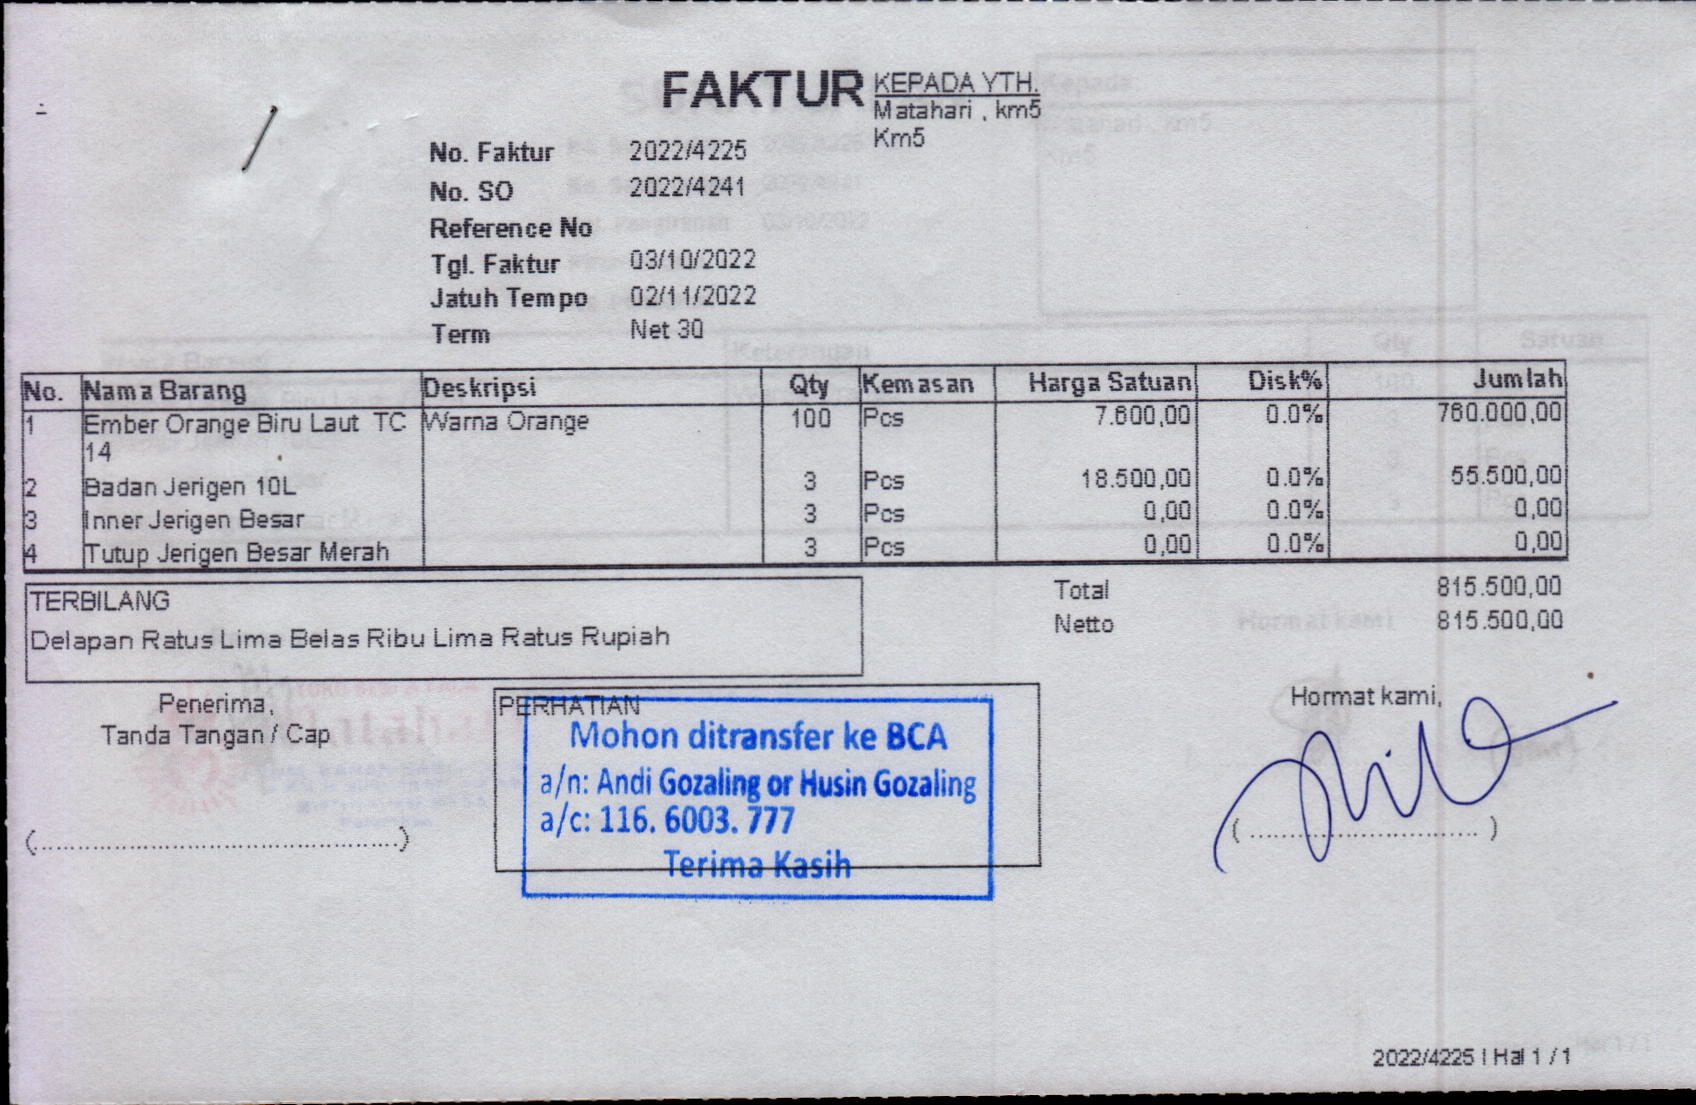 FAKTUR
KEPADA YTH.
Matahari , km5
Km5
No. Faktur 2022/4225
No. SO 2022/4241
Reference No
Tgl. Faktur 03/10/2022
Jatuh Tempo 02/11/2022
Term Net 30
No. Nama Barang Deskripsi Qty Kemasan Harga Satuan Disk% Jumlah
1 Ember Orange Biru Laut TC Warna Orange 100 Pcs 7.600,00 0.0% 760.000,00
14
2 Badan Jerigen 10L 3 Pcs 18.500,00 0.0% 55.500,00
3 Inner Jerigen Besar 3 Pcs 0,00 0.0% 0,00
4 Tutup Jerigen Besar Merah 3 Pcs 0,00 0.0% 0,00
Total 815.500,00
Netto 815.500,00
TERBILANG
Delapan Ratus Lima Belas Ribu Lima Ratus Rupiah
Penerima,
Tanda Tangan / Cap
(................................................)
PERHATIAN
Mohon ditransfer ke BCA
a/n: Andi Gozaling or Husin Gozaling
a/c: 116. 6003. 777
Terima Kasih
Hormat kami,
( .............................. )
2022/4225 | Hal 1 / 1